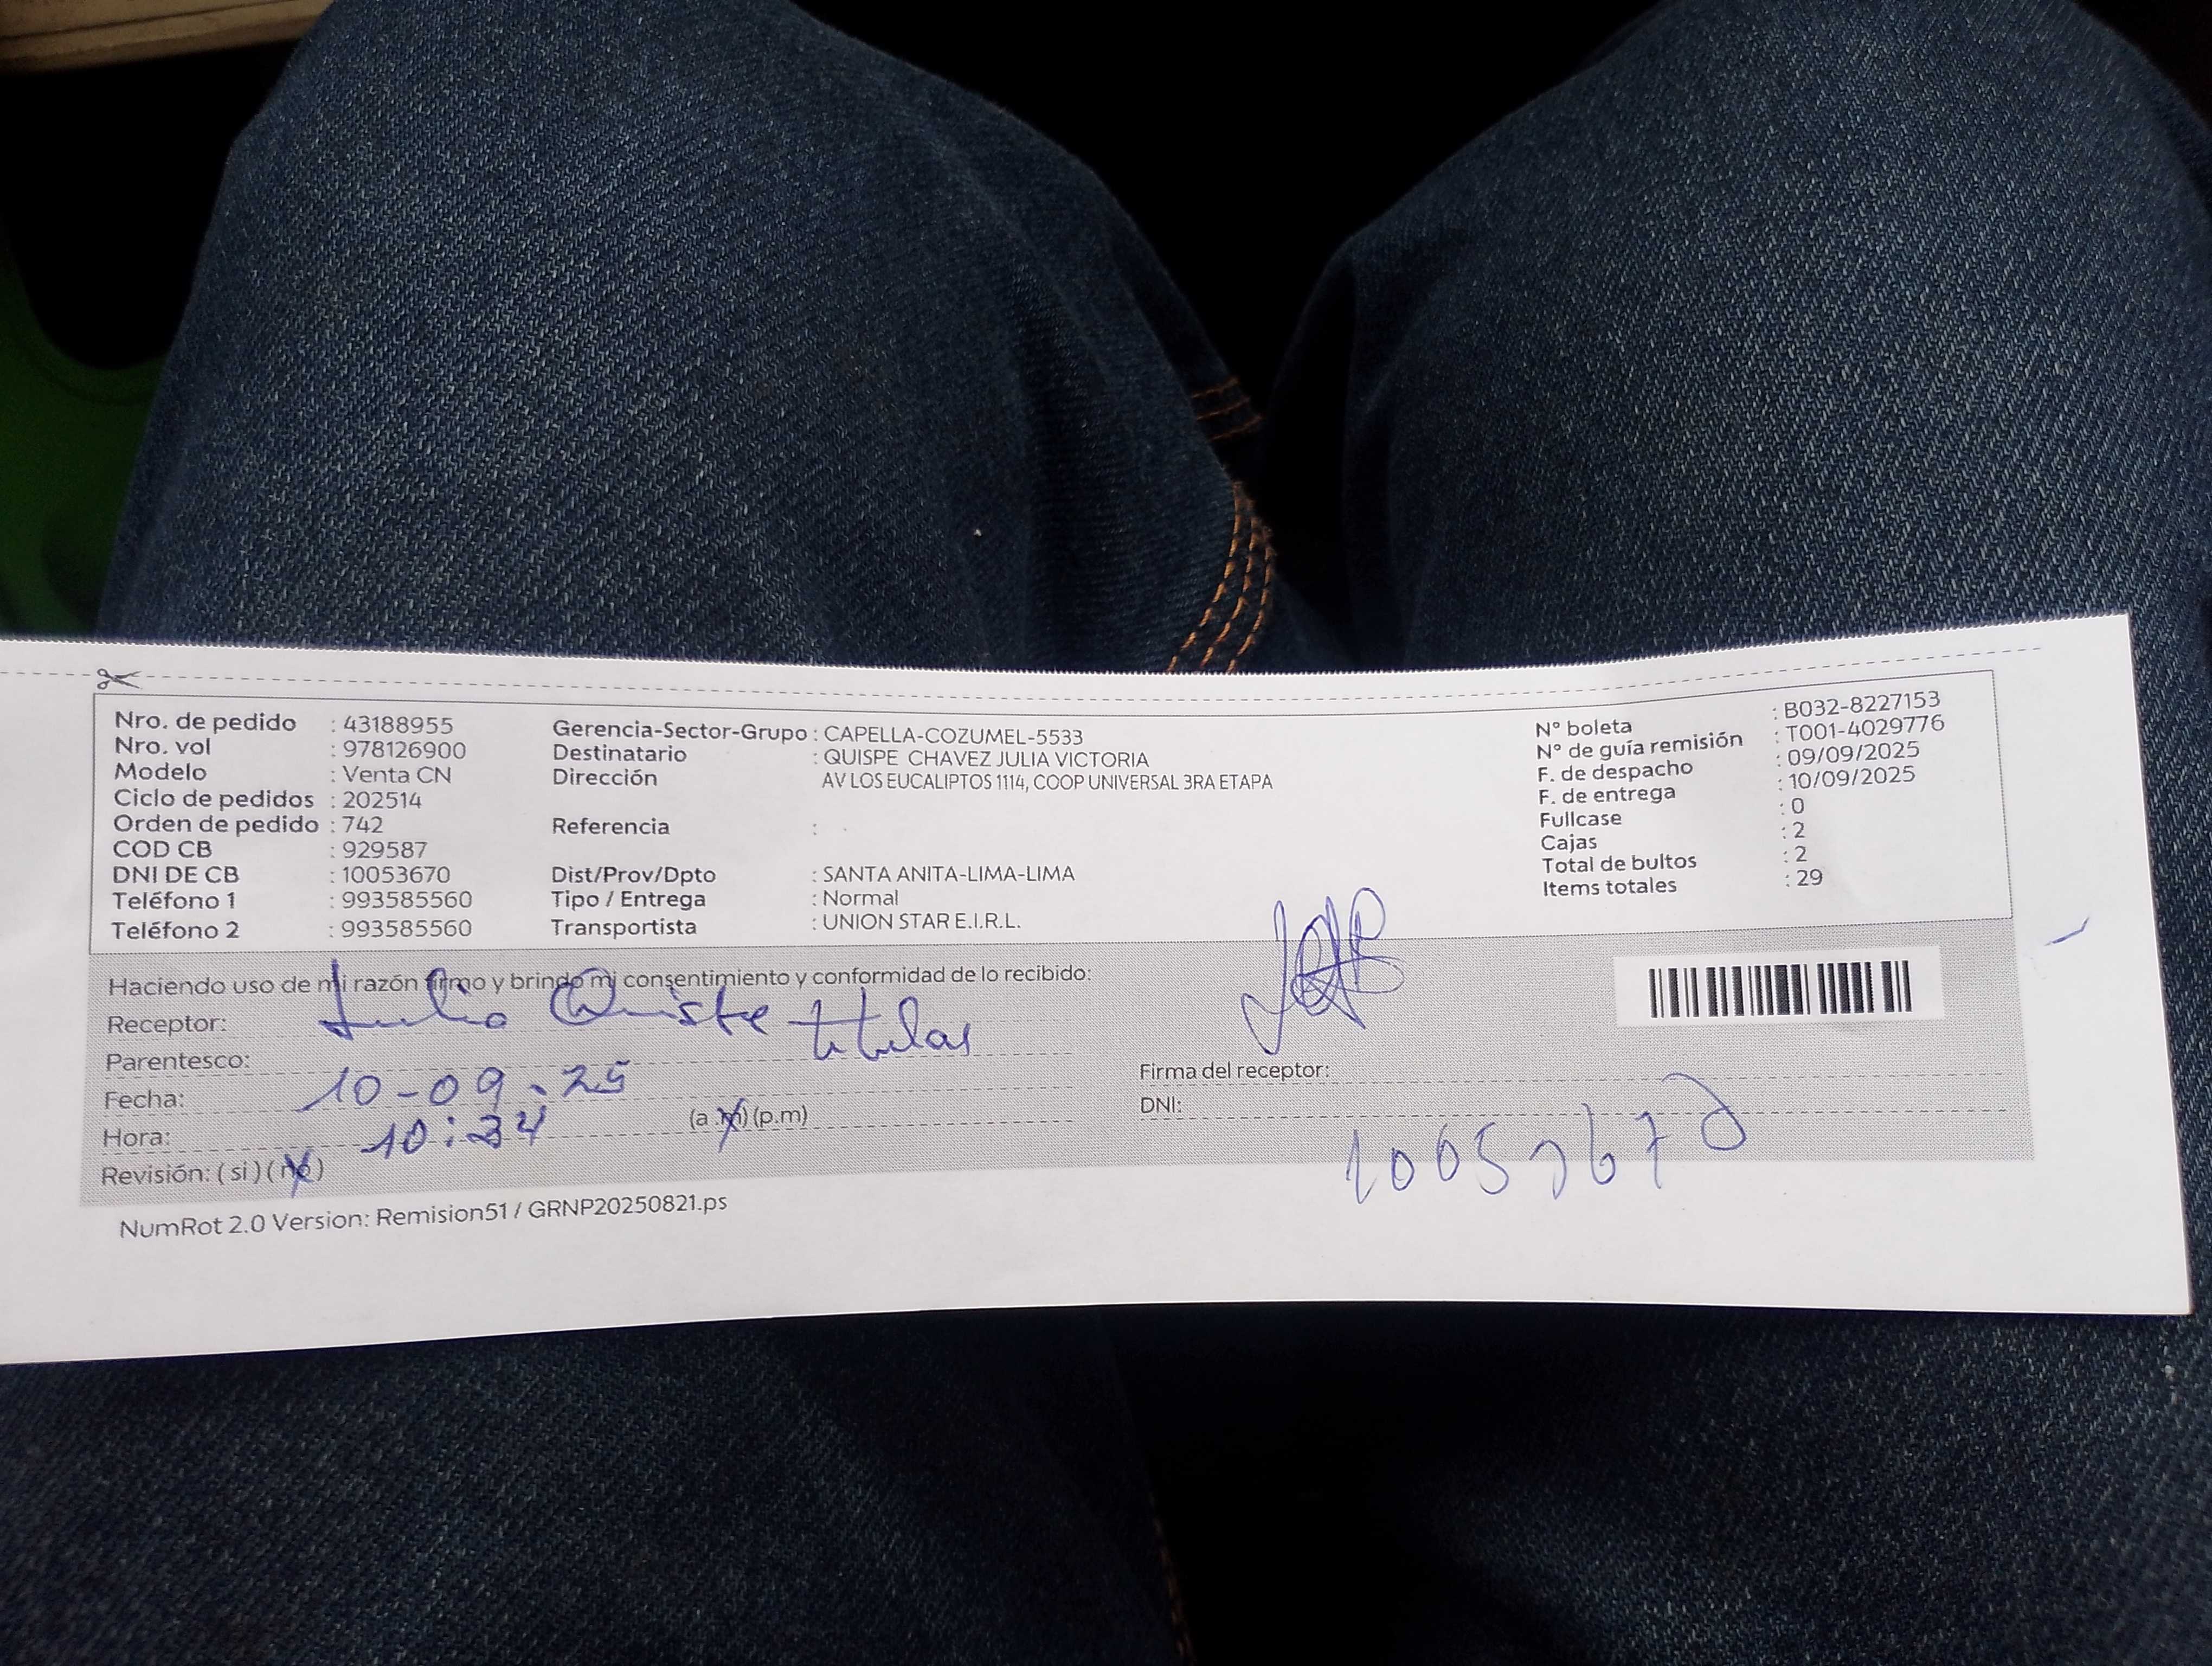 Nro. de pedido : 43188955
Nro. vol : 978126900
Modelo : Venta CN
Ciclo de pedidos : 202514
Orden de pedido : 742
COD CB : 929587
DNI DE CB : 10053670
Teléfono 1 : 993585560
Teléfono 2 : 993585560
Gerencia-Sector-Grupo : CAPELLA-COZUMEL-5533
Destinatario : QUISPE CHAVEZ JULIA VICTORIA
Dirección AV LOS EUCALIPTOS 1114, COOP UNIVERSAL 3RA ETAPA
Referencia : .
Dist/Prov/Dpto : SANTA ANITA-LIMA-LIMA
Tipo / Entrega : Normal
Transportista : UNION STAR E.I.R.L.
N° boleta : B032-8227153
N° de guía remisión : T001-4029776
F. de despacho : 09/09/2025
F. de entrega : 10/09/2025
Fullcase : 0
Cajas : 2
Total de bultos : 2
Items totales : 29
Haciendo uso de mi razón firmo y brindo mi consentimiento y conformidad de lo recibido:
Receptor: Julia
Parentesco: titular
Fecha: 10-09-25
Hora: 10:34 (a.m) (p.m)
Revisión: ( si ) ( no )
Firma del receptor:
DNI: 10053670
NumRot 2.0 Version: Remision51 / GRNP20250821.ps